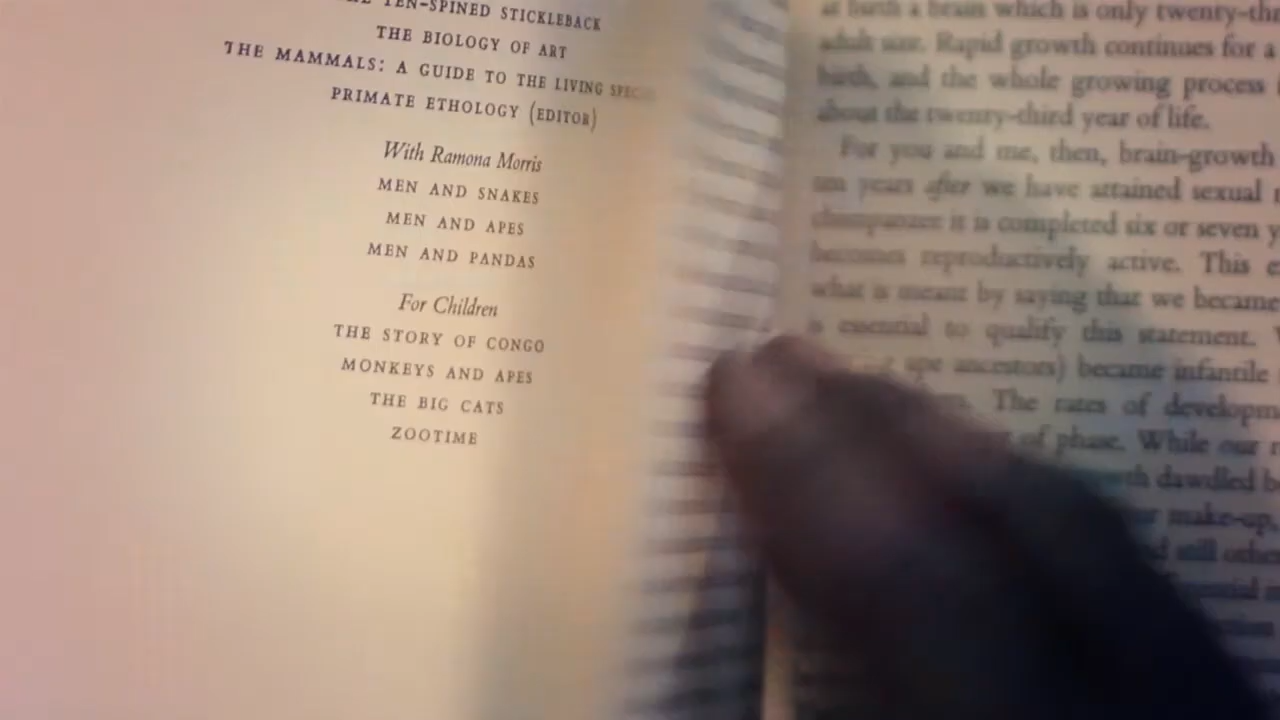 TEN-SPINED STICKLEBACK
THE BIOLOGY OF ART
THE MAMMALS: A GUIDE TO THE LIVING
PRIMATE ETHOLOGY (EDITOR)
With Ramona Morris
MEN AND SNAKES
MEN AND APES
MEN AND PANDAS
For Children
THE STORY OF CONGO
MONKEYS AND APES
THE BIG CATS
ZOOTIME
at birth a brain which is only
adult size. Rapid growth continues for a
birth, and the whole growing process
about the twenty-third year of life.
For you and me, then, brain-growth
ten years after we have attained sexual
chimpanzee it is completed six or seven
becomes reproductively active. This
what is meant by saying that we became
is essential to qualify this statement.
ape ancestors) became infantile
The rates of
of phase. While our
dawdled
make-up,
still